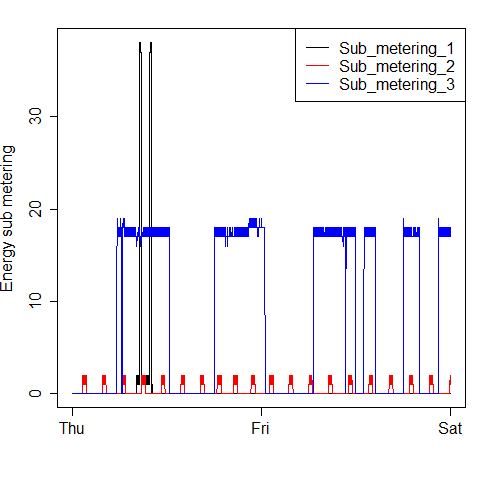 Sub_metering_1
Sub_metering_2
Sub_metering_3
Energy sub metering
30
20
10
0
Thu Fri Sat